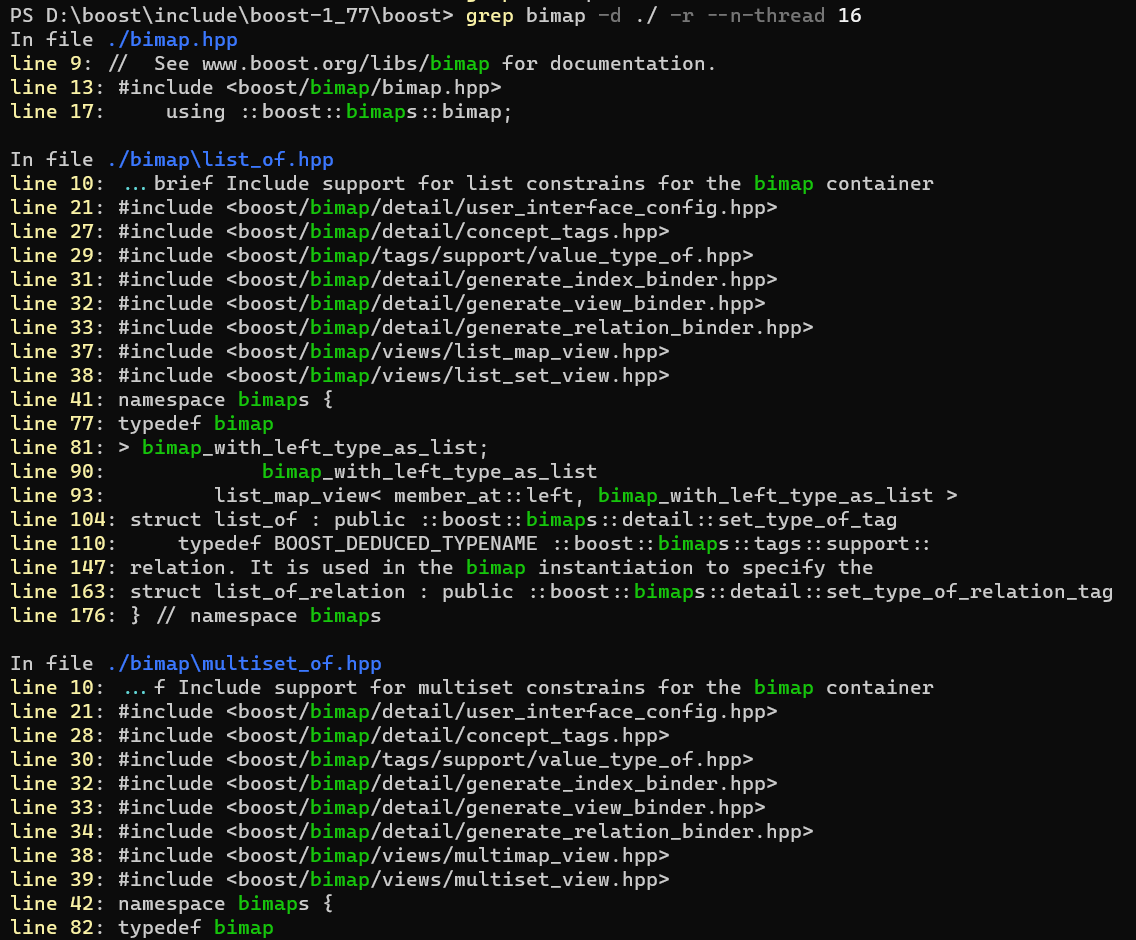 PS D:\boost\include\boost-1_77\boost> grep bimap -d ./ -r --n-thread 16
In file ./bimap.hpp
line 9: //  See www.boost.org/libs/bimap for documentation.
line 13: #include <boost/bimap/bimap.hpp>
line 17:     using ::boost::bimaps::bimap;

In file ./bimap\list_of.hpp
line 10: ...brief Include support for list constrains for the bimap container
line 21: #include <boost/bimap/detail/user_interface_config.hpp>
line 27: #include <boost/bimap/detail/concept_tags.hpp>
line 29: #include <boost/bimap/tags/support/value_type_of.hpp>
line 31: #include <boost/bimap/detail/generate_index_binder.hpp>
line 32: #include <boost/bimap/detail/generate_view_binder.hpp>
line 33: #include <boost/bimap/detail/generate_relation_binder.hpp>
line 37: #include <boost/bimap/views/list_map_view.hpp>
line 38: #include <boost/bimap/views/list_set_view.hpp>
line 41: namespace bimaps {
line 77: typedef bimap
line 81: > bimap_with_left_type_as_list;
line 90:             bimap_with_left_type_as_list
line 93:         list_map_view< member_at::left, bimap_with_left_type_as_list >
line 104: struct list_of : public ::boost::bimaps::detail::set_type_of_tag
line 110:     typedef BOOST_DEDUCED_TYPENAME ::boost::bimaps::tags::support::
line 147: relation. It is used in the bimap instantiation to specify the
line 163: struct list_of_relation : public ::boost::bimaps::detail::set_type_of_relation_tag
line 176: } // namespace bimaps

In file ./bimap\multiset_of.hpp
line 10: ...f Include support for multiset constrains for the bimap container
line 21: #include <boost/bimap/detail/user_interface_config.hpp>
line 28: #include <boost/bimap/detail/concept_tags.hpp>
line 30: #include <boost/bimap/tags/support/value_type_of.hpp>
line 32: #include <boost/bimap/detail/generate_index_binder.hpp>
line 33: #include <boost/bimap/detail/generate_view_binder.hpp>
line 34: #include <boost/bimap/detail/generate_relation_binder.hpp>
line 38: #include <boost/bimap/views/multimap_view.hpp>
line 39: #include <boost/bimap/views/multiset_view.hpp>
line 42: namespace bimaps {
line 82: typedef bimap